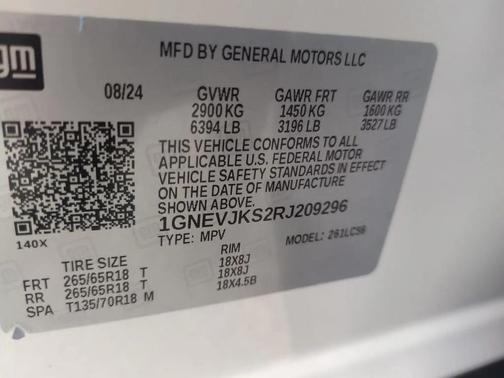 gm
MFD BY GENERAL MOTORS LLC
08/24 GVWR GAWR FRT GAWR RR
2900 KG 1450 KG 1600 KG
6394 LB 3196 LB 3527 LB
THIS VEHICLE CONFORMS TO ALL
APPLICABLE U.S. FEDERAL MOTOR
VEHICLE SAFETY STANDARDS IN EFFECT
ON THE DATE OF MANUFACTURE
SHOWN ABOVE.
1GNEVJKS2RJ209296
TYPE: MPV MODEL: 261LC56
140X
TIRE SIZE RIM
FRT 265/65R18 T 18X8J
RR 265/65R18 T 18X8J
SPA T135/70R18 M 18X4.5B